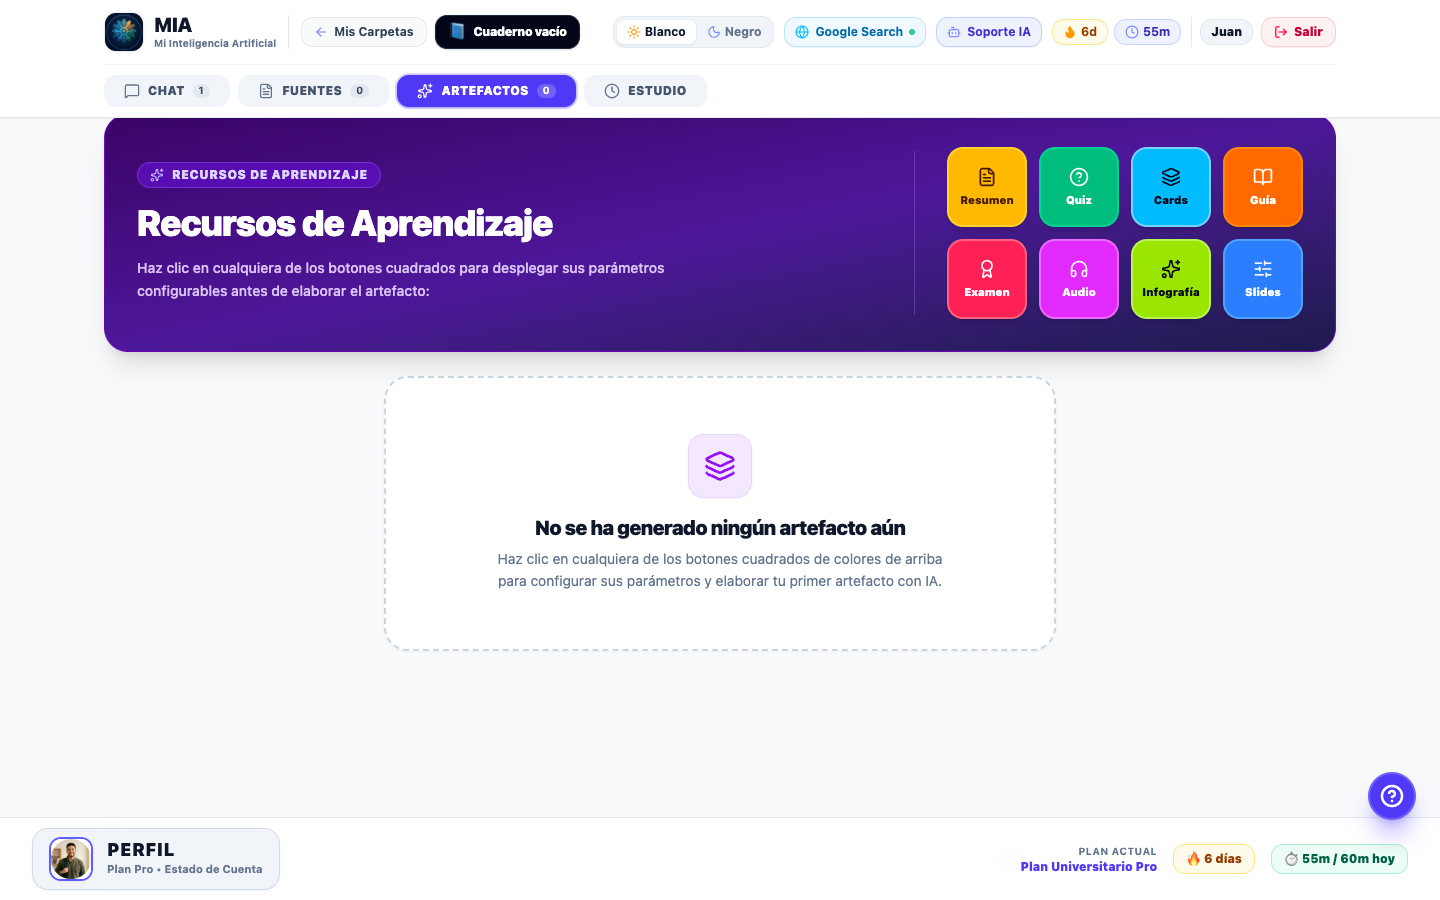 MIA
Mi Inteligencia Artificial
Mis Carpetas
Cuaderno vacío
Blanco
Negro
Google Search
Soporte IA
6d
55m
Juan
Salir
CHAT 1
FUENTES 0
ARTEFACTOS 0
ESTUDIO
RECURSOS DE APRENDIZAJE
Recursos de Aprendizaje
Haz clic en cualquiera de los botones cuadrados para desplegar sus parámetros
configurables antes de elaborar el artefacto:
Resumen
Quiz
Cards
Guía
Examen
Audio
Infografía
Slides
No se ha generado ningún artefacto aún
Haz clic en cualquiera de los botones cuadrados de colores de arriba
para configurar sus parámetros y elaborar tu primer artefacto con IA.
PERFIL
Plan Pro • Estado de Cuenta
PLAN ACTUAL
Plan Universitario Pro
6 días
55m / 60m hoy